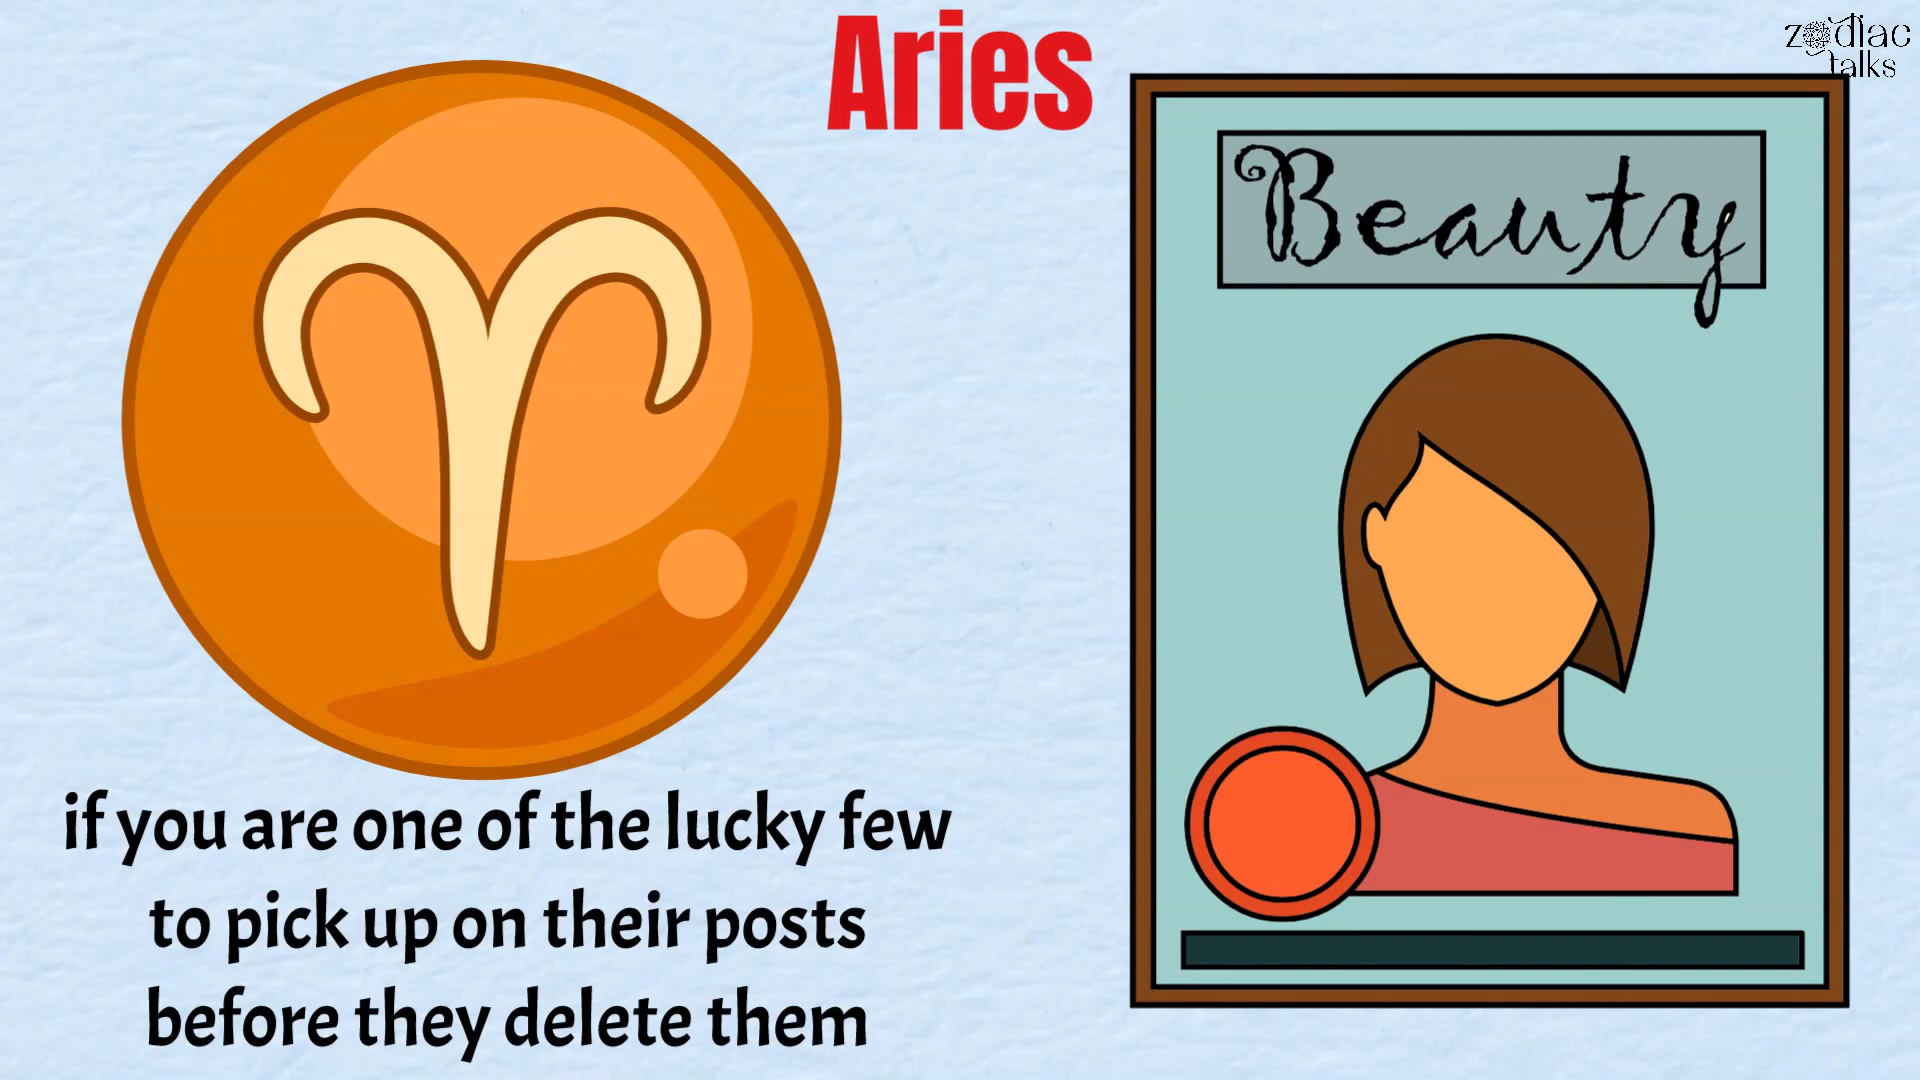 Aries
zodiac
talks
Beauty
if you are one of the lucky few
to pick up on their posts
before they delete them